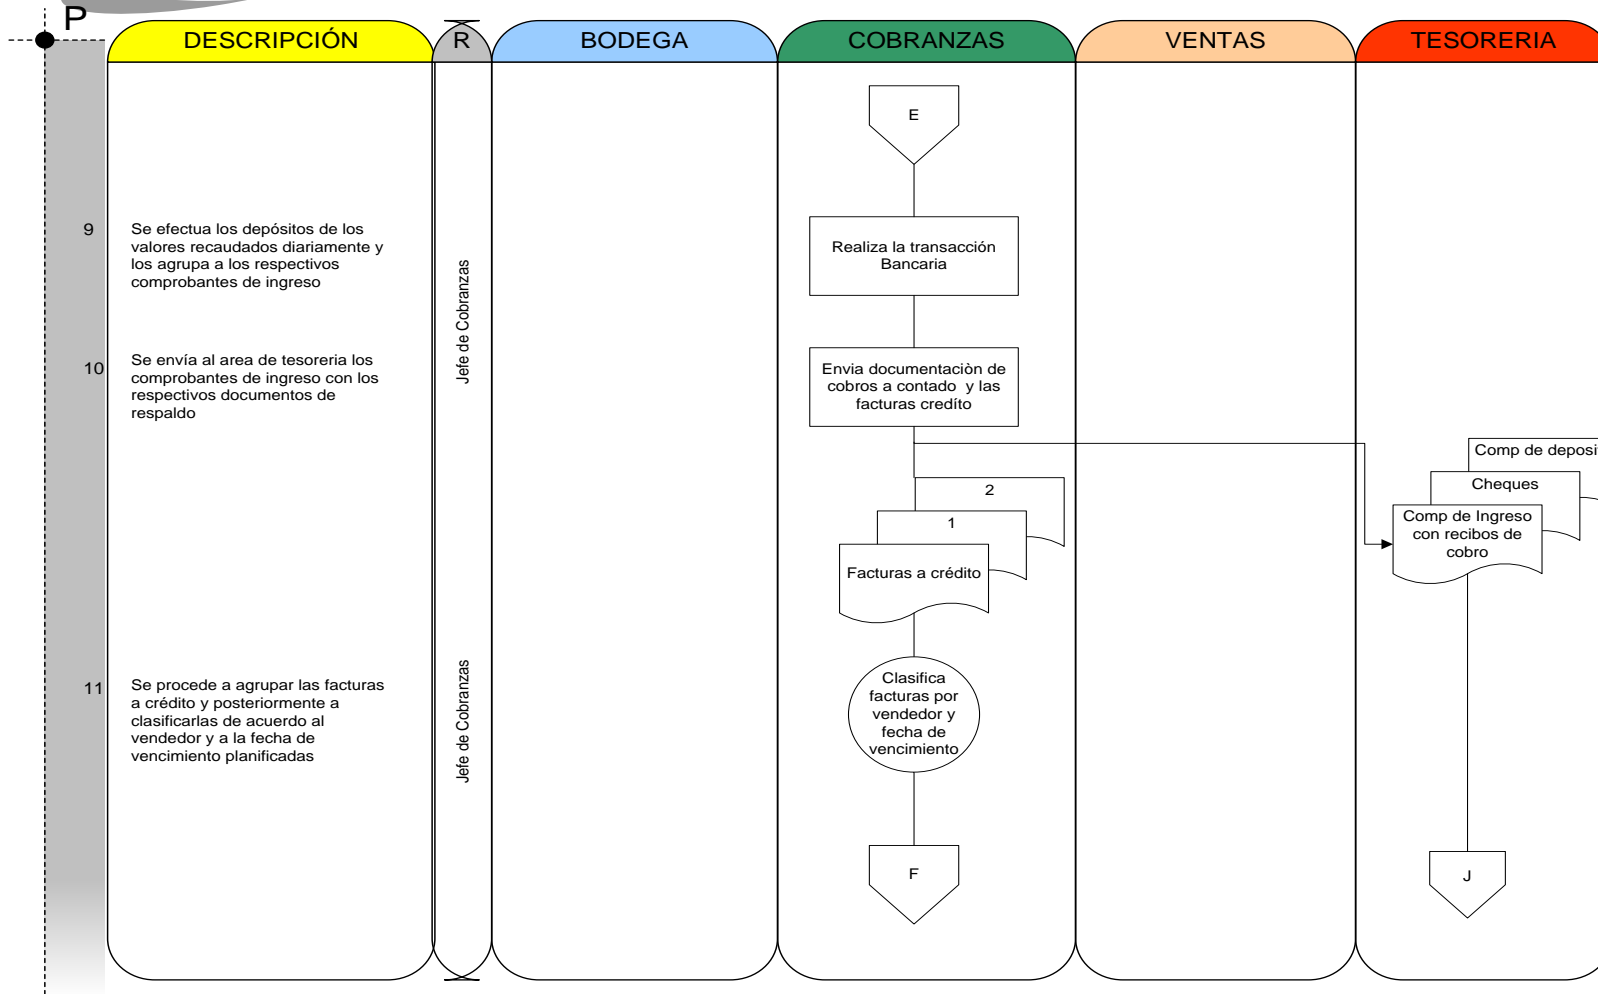 P
DESCRIPCIÓN
R
BODEGA
COBRANZAS
VENTAS
TESORERIA
E
9
Se efectua los depósitos de los
valores recaudados diariamente y
los agrupa a los respectivos
comprobantes de ingreso
Jefe de Cobranzas
Realiza la transacción
Bancaria
10
Se envía al area de tesoreria los
comprobantes de ingreso con los
respectivos documentos de
respaldo
Envia documentaciòn de
cobros a contado y las
facturas credíto
2
1
Facturas a crédito
Comp de deposi
Cheques
Comp de Ingreso
con recibos de
cobro
11
Se procede a agrupar las facturas
a crédito y posteriormente a
clasificarlas de acuerdo al
vendedor y a la fecha de
vencimiento planificadas
Jefe de Cobranzas
Clasifica
facturas por
vendedor y
fecha de
vencimiento
F
J